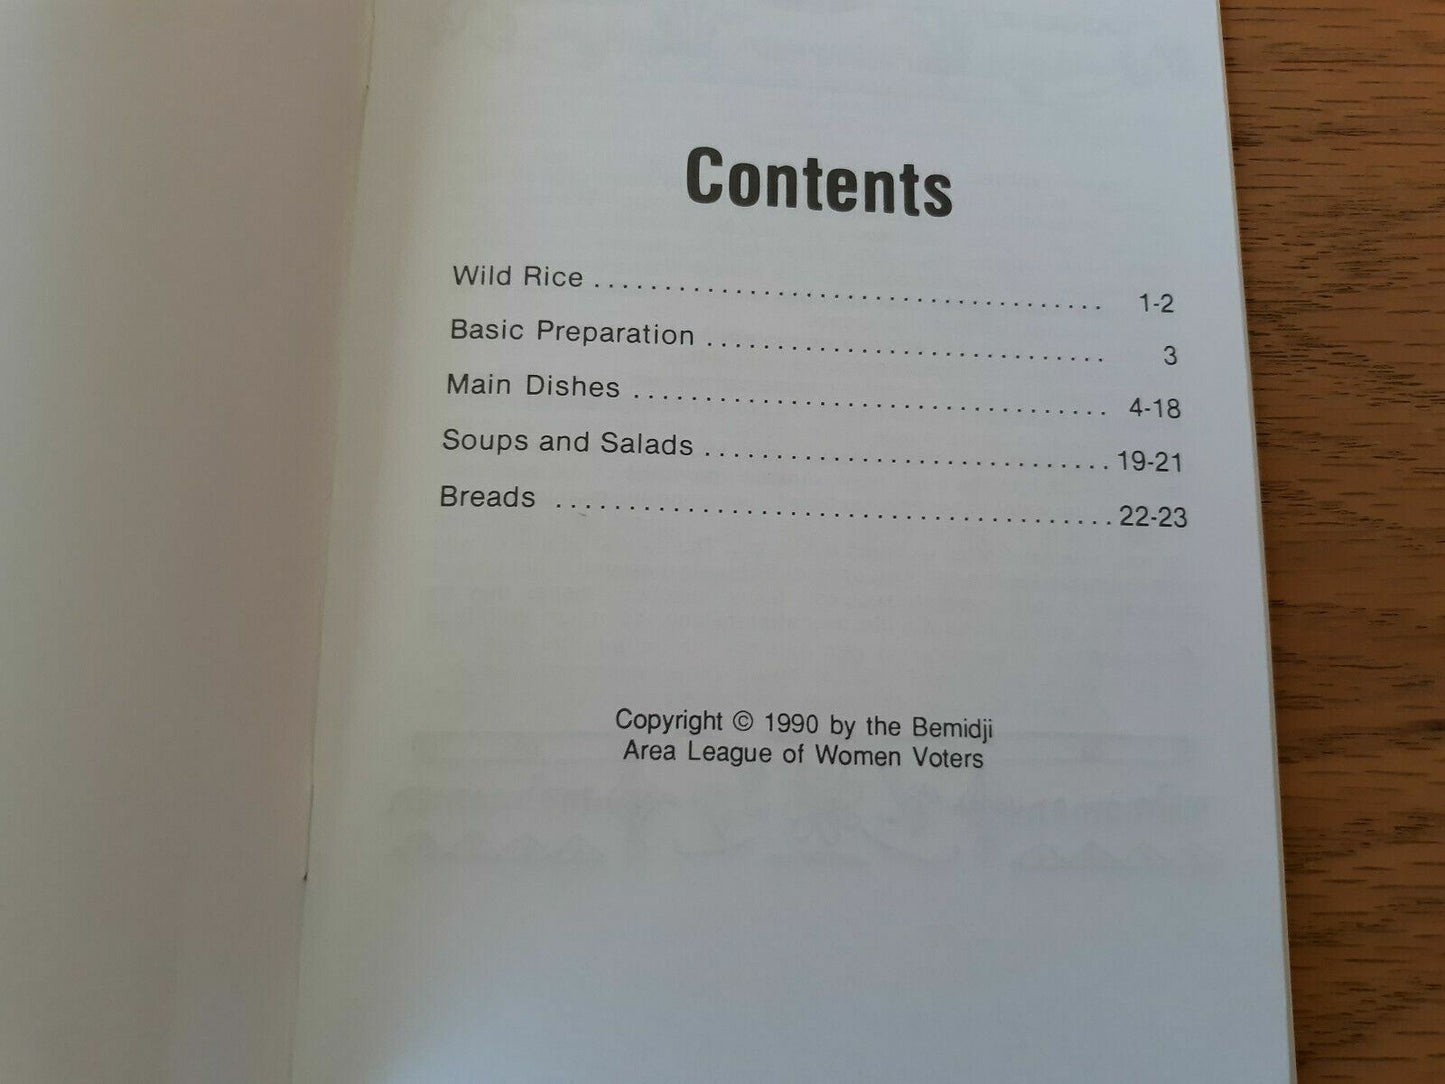 Contents
Wild Rice ..................................... 1-2
Basic Preparation ............................. 3
Main Dishes .................................. 4-18
Soups and Salads ............................. 19-21
Breads ....................................... 22-23
Copyright © 1990 by the Bemidji
Area League of Women Voters